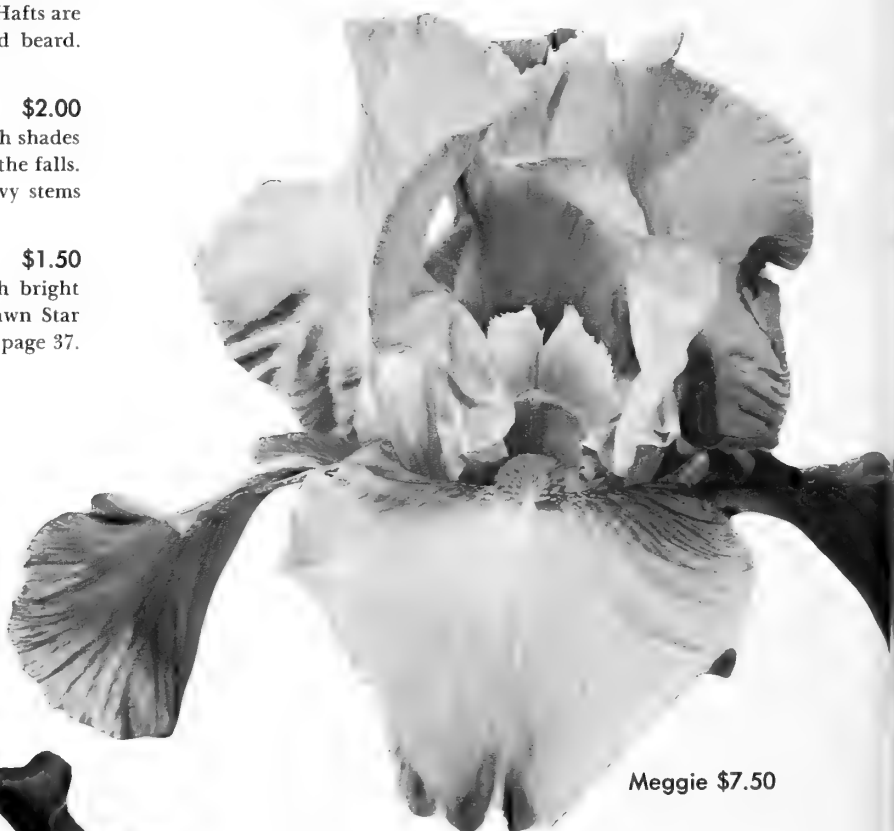 Hafts are
d beard.
$2.00
h shades
the falls.
vy stems
$1.50
h bright
wn Star
page 37.
Meggie $7.50